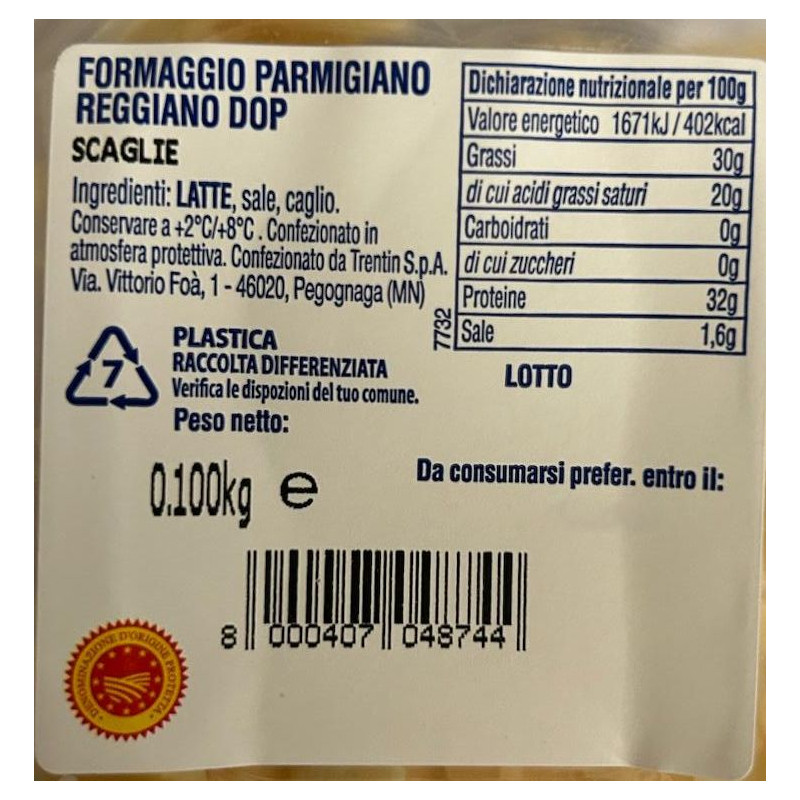 FORMAGGIO PARMIGIANO
REGGIANO DOP
SCAGLIE
Ingredienti: LATTE, sale, caglio.
Conservare a +2°C/+8°C . Confezionato in
atmosfera protettiva. Confezionato da Trentin S.p.A.
Via. Vittorio Foà, 1 - 46020, Pegognaga (MN)
7732
Dichiarazione nutrizionale per 100g
Valore energetico 1671kJ / 402kcal
Grassi 30g
di cui acidi grassi saturi 20g
Carboidrati 0g
di cui zuccheri 0g
Proteine 32g
Sale 1,6g
7
PLASTICA
RACCOLTA DIFFERENZIATA
Verifica le dispozioni del tuo comune.
Peso netto:
0.100kg e
LOTTO
Da consumarsi prefer. entro il:
8 000407 048744
DENOMINAZIONE D'ORIGINE PROTETTA